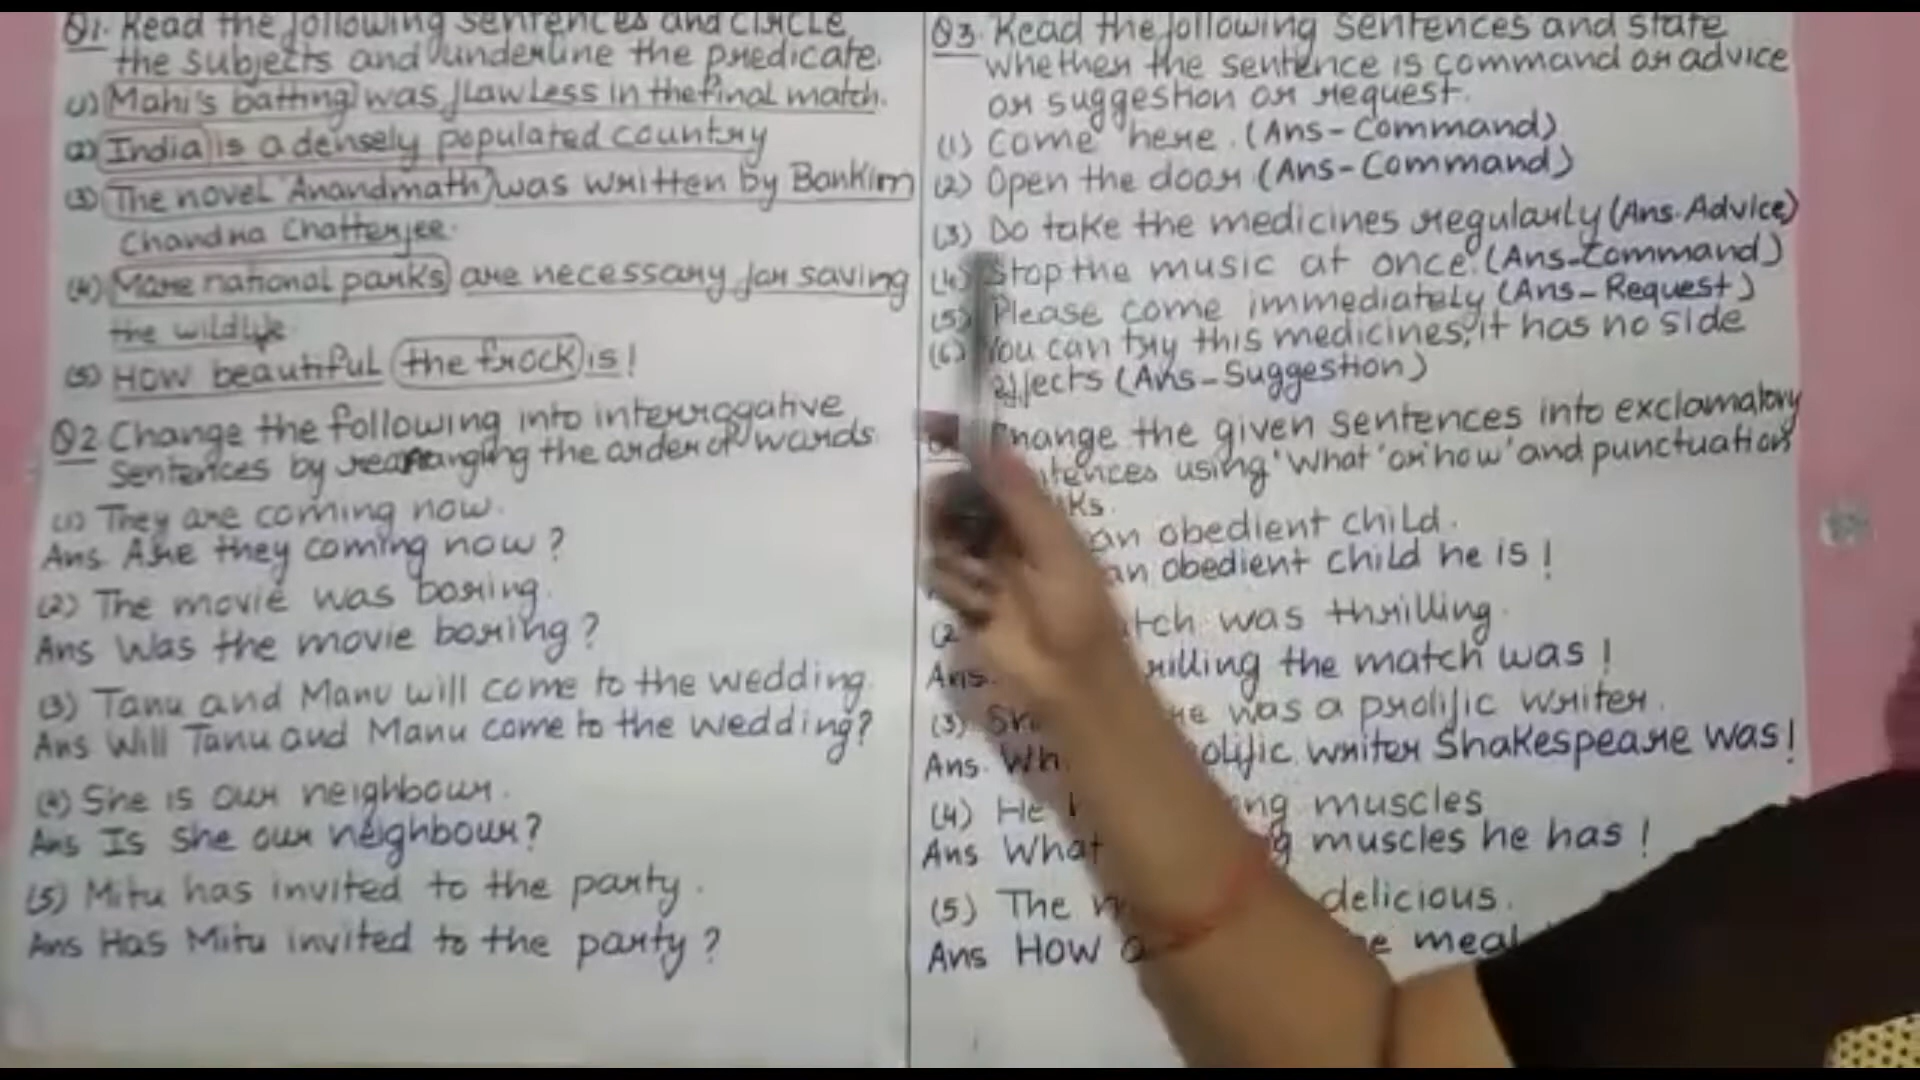 Q1. Read the following sentences and circle
the subjects and underline the predicate.
(1) Mahi's batting was flawless in the final match.
(2) India is a densely populated country
(3) The novel 'Anandmath' was written by Bankim
Chandra Chatterjee.
(4) More national parks are necessary for saving
the wildlife
(5) How beautiful the frock is!
Q2 Change the following into interrogative
sentences by rearranging the order of words
(1) They are coming now.
Ans. Are they coming now?
(2) The movie was boring.
Ans Was the movie boring?
(3) Tanu and Manu will come to the wedding.
Ans Will Tanu and Manu come to the wedding?
(4) She is our neighbour.
Ans Is she our neighbour?
(5) Mitu has invited to the party.
Ans Has Mitu invited to the party?
Q3. Read the following sentences and state
whether the sentence is command or advice
or suggestion or request.
(1) Come here. (Ans-Command)
(2) Open the door (Ans-Command)
(3) Do take the medicines regularly (Ans. Advice)
(4) Stop the music at once. (Ans-Command)
(5) Please come immediately (Ans-Request)
(6) You can try this medicines, it has no side
effects (Ans-Suggestion)
Change the given sentences into exclamatory
sentences using 'What' or 'how' and punctuation
an obedient child.
an obedient child he is!
(2 was thrilling.
Ans. the match was!
(3) was a prolific writer.
Ans. writer Shakespeare was!
(4) He muscles
Ans What muscles he has!
(5) The delicious.
Ans How meal